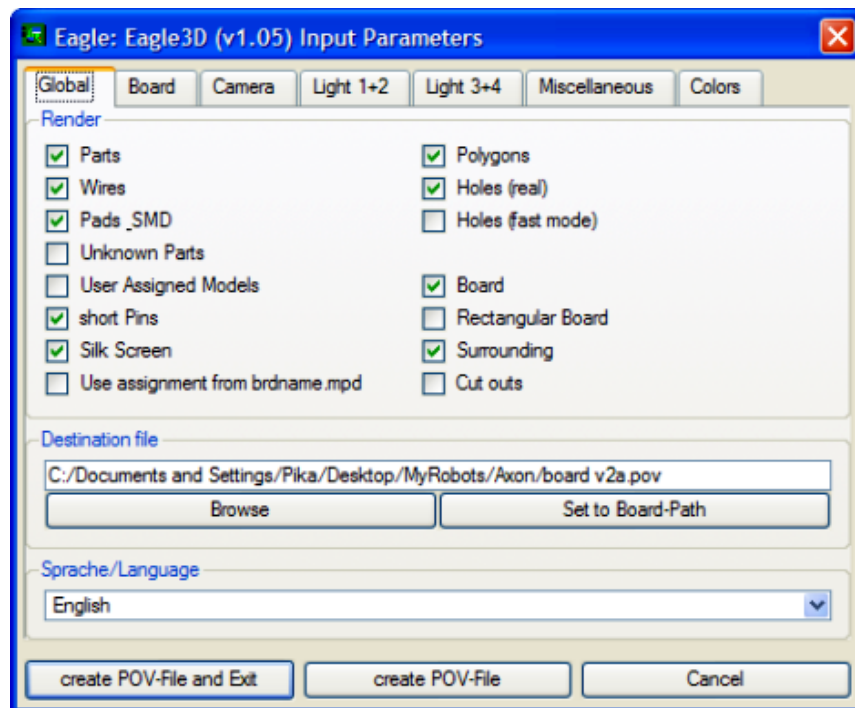 Eagle: Eagle3D (v1.05) Input Parameters
Global Board Camera Light 1+2 Light 3+4 Miscellaneous Colors
Render
Parts Polygons
Wires Holes (real)
Pads _SMD Holes (fast mode)
Unknown Parts
User Assigned Models Board
short Pins Rectangular Board
Silk Screen Surrounding
Use assignment from brdname.mpd Cut outs
Destination file
C:/Documents and Settings/Pika/Desktop/MyRobots/Axon/board v2a.pov
Browse Set to Board-Path
Sprache/Language
English
create POV-File and Exit create POV-File Cancel